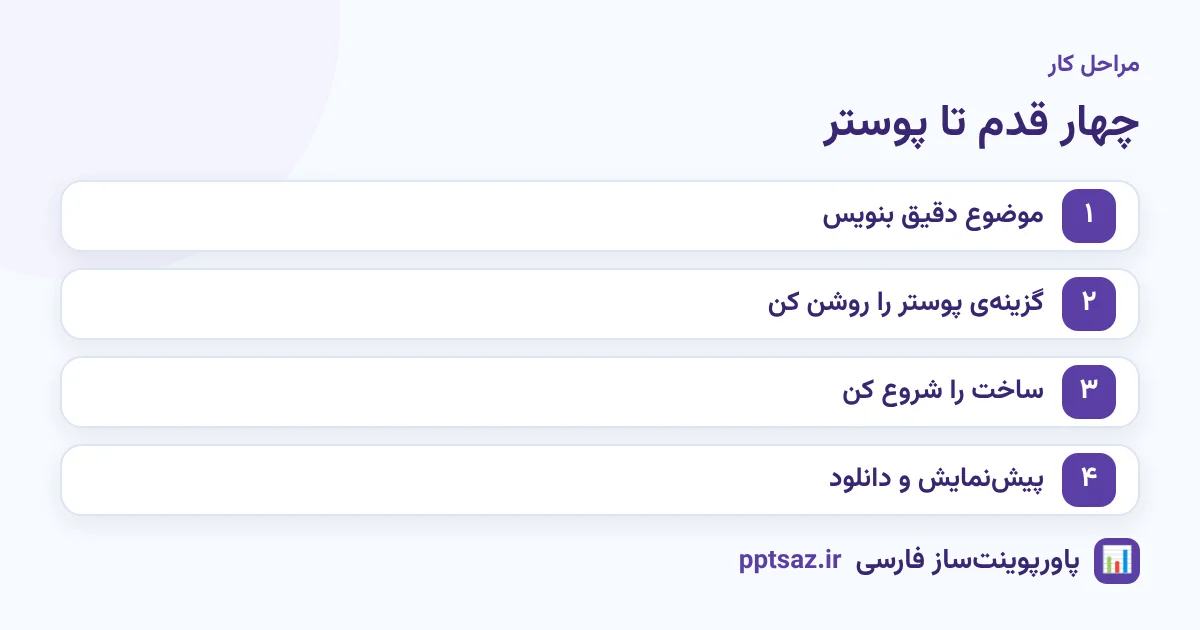 مراحل کار
چهار قدم تا پوستر
۱ موضوع دقیق بنویس
۲ گزینه‌ی پوستر را روشن کن
۳ ساخت را شروع کن
۴ پیش‌نمایش و دانلود
پاورپوینت‌ساز فارسی pptsaz.ir